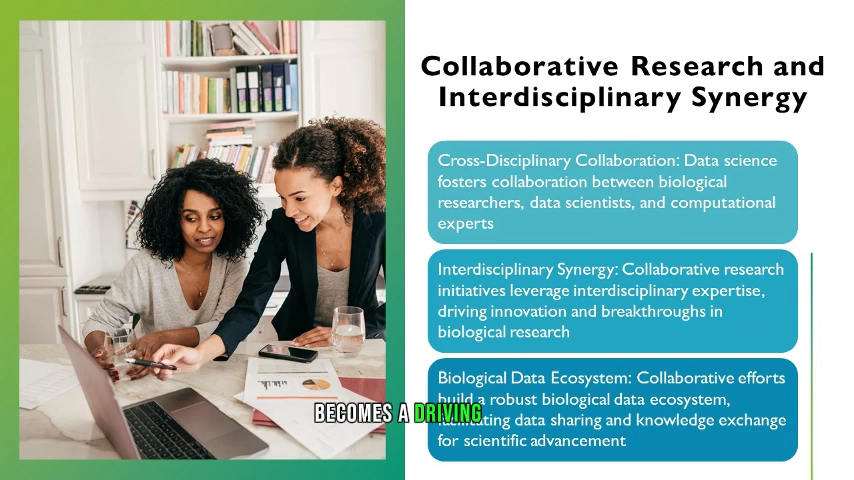 Collaborative Research and
Interdisciplinary Synergy
Cross-Disciplinary Collaboration: Data science
fosters collaboration between biological
researchers, data scientists, and computational
experts
Interdisciplinary Synergy: Collaborative research
initiatives leverage interdisciplinary expertise,
driving innovation and breakthroughs in
biological research
Biological Data Ecosystem: Collaborative efforts
build a robust biological data ecosystem,
data sharing and knowledge exchange
for scientific advancement
BECOMES A DRIVING